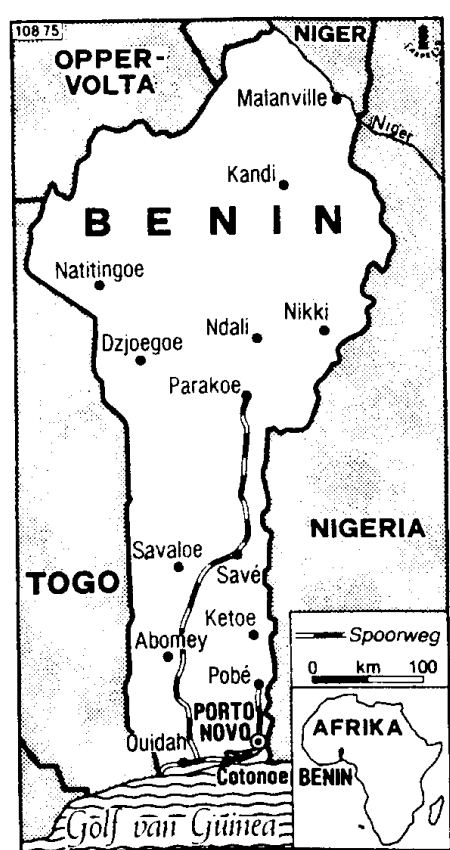 108 75
OPPER-
VOLTA
NIGER
Malanville
Niger
Kandi
BENIN
Natitingoe
Ndali
Nikki
Dzjoegoe
Parakoe
NIGERIA
Savaloe
Savé
TOGO
Ketoe
Abomey
Pobé
PORTO
NOVO
Ouidah
Cotonoe
Golf van Guinea
Spoorweg
0 km 100
AFRIKA
BENIN